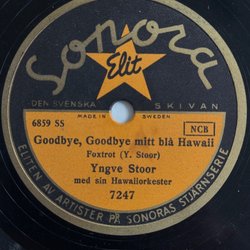 Sonora
Elit
DEN SVENSKA SKIVAN
MADE IN SWEDEN
6859 SS
NCB
Goodbye, Goodbye mitt blå Hawaii
Foxtrot (Y. Stoor)
Yngve Stoor
med sin Hawaiiorkester
7247
ELITEN AV ARTISTER PÅ SONORAS STJÄRNSERIE